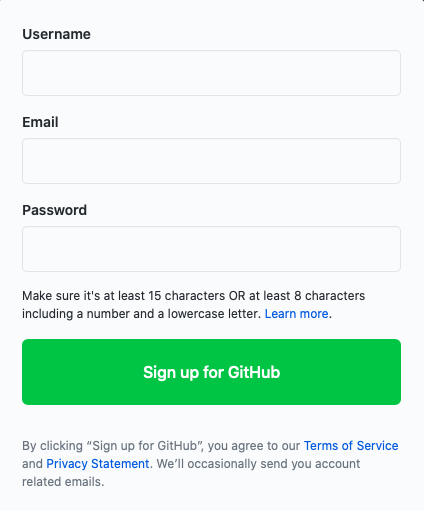 Username
Email
Password
Make sure it's at least 15 characters OR at least 8 characters
including a number and a lowercase letter. Learn more.
Sign up for GitHub
By clicking “Sign up for GitHub”, you agree to our Terms of Service
and Privacy Statement. We’ll occasionally send you account
related emails.